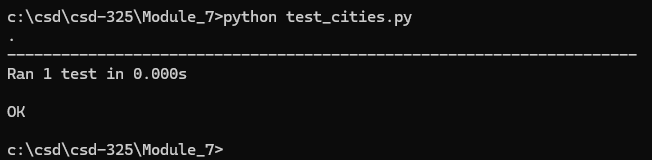 c:\csd\csd-325\Module_7>python test_cities.py
.
----------------------------------------------------------------------
Ran 1 test in 0.000s
OK
c:\csd\csd-325\Module_7>